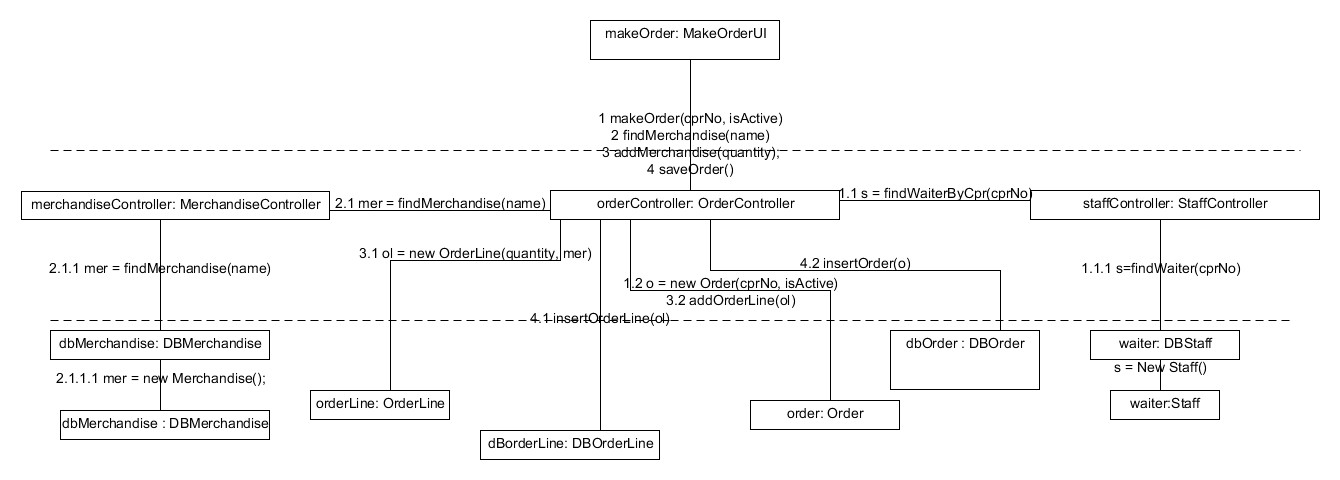 makeOrder: MakeOrderUI
1 makeOrder(cprNo, isActive)
2 findMerchandise(name)
3 addMerchandise(quantity);
4 saveOrder()
merchandiseController: MerchandiseController
2.1 mer = findMerchandise(name)
orderController: OrderController
1.1 s = findWaiterByCpr(cprNo)
staffController: StaffController
3.1 ol = new OrderLine(quantity, mer)
2.1.1 mer = findMerchandise(name)
4.2 insertOrder(o)
1.1.1 s=findWaiter(cprNo)
1.2 o = new Order(cprNo, isActive)
3.2 addOrderLine(ol)
4.1 insertOrderLine(ol)
dbMerchandise: DBMerchandise
dbOrder : DBOrder
waiter: DBStaff
2.1.1.1 mer = new Merchandise();
s = New Staff()
orderLine: OrderLine
waiter:Staff
dbMerchandise : DBMerchandise
order: Order
dBorderLine: DBOrderLine